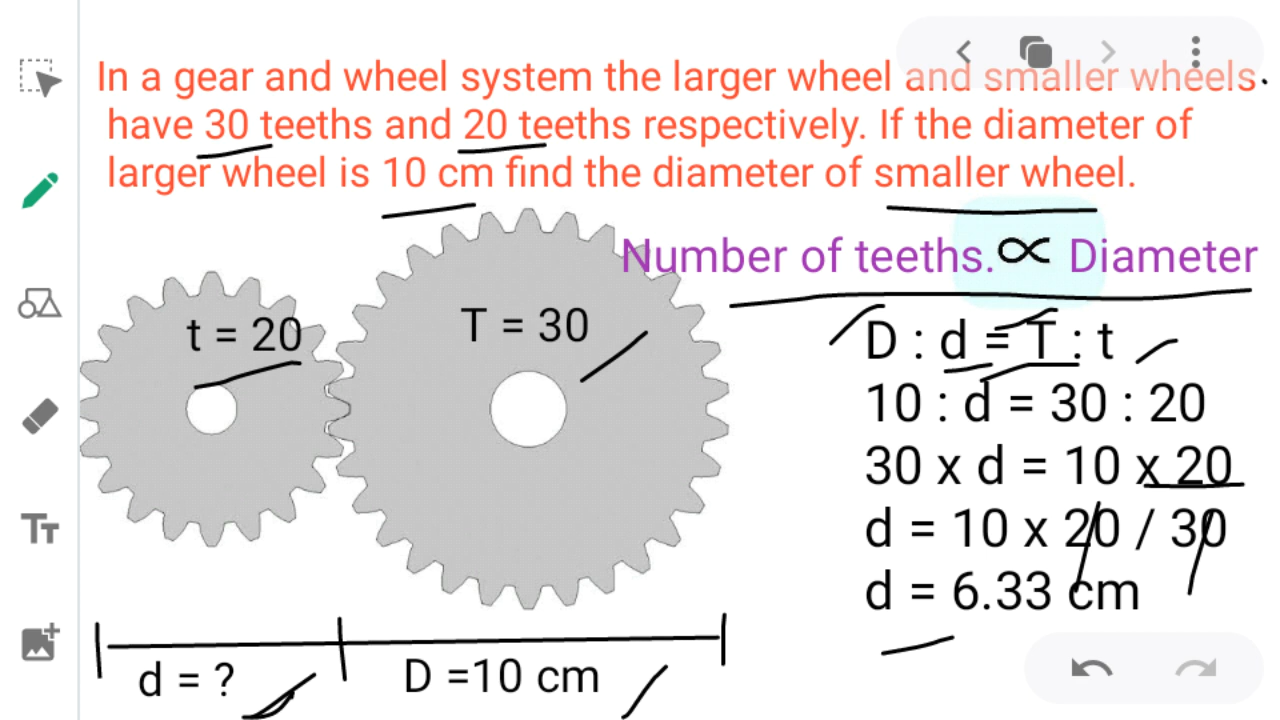 In a gear and wheel system the larger wheel and smaller wheels.
have 30 teeths and 20 teeths respectively. If the diameter of
larger wheel is 10 cm find the diameter of smaller wheel.
Number of teeths. ∝ Diameter
t = 20
T = 30
D : d = T : t
10 : d = 30 : 20
30 x d = 10 x 20
d = 10 x 20 / 30
d = 6.33 cm
d = ?
D =10 cm
TT